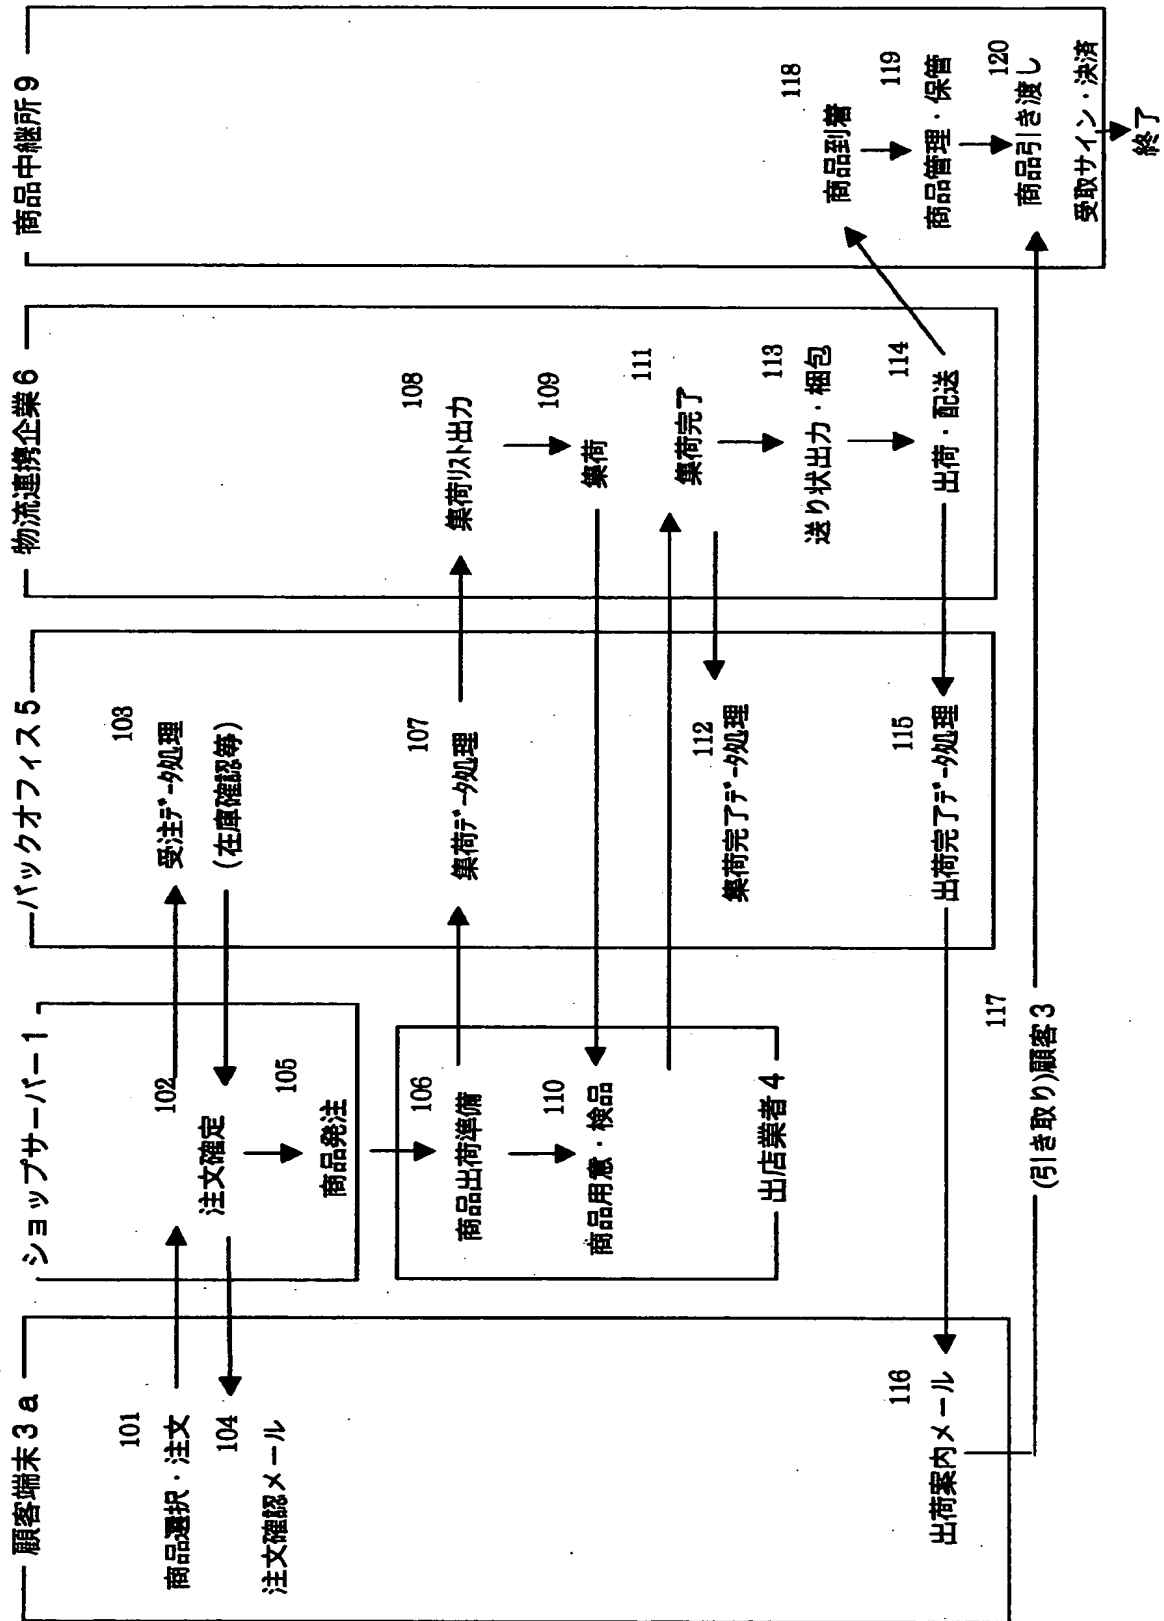 顧客端末3a
101
商品選択・注文
104
注文確認メール
116
出荷案内メール
ショップサーバー1
102
注文確定
105
商品発注
106
商品出荷準備
110
商品用意・検品
出店業者4
バックオフィス5
103
受注データ処理
(在庫確認等)
107
集荷データ処理
112
集荷完了データ処理
115
出荷完了データ処理
物流連携企業6
108
集荷リスト出力
109
集荷
111
集荷完了
113
送り状出力・梱包
114
出荷・配送
117
(引き取り)顧客3
商品中継所9
118
商品到着
119
商品管理・保管
120
商品引き渡し
受取サイン・決済
終了